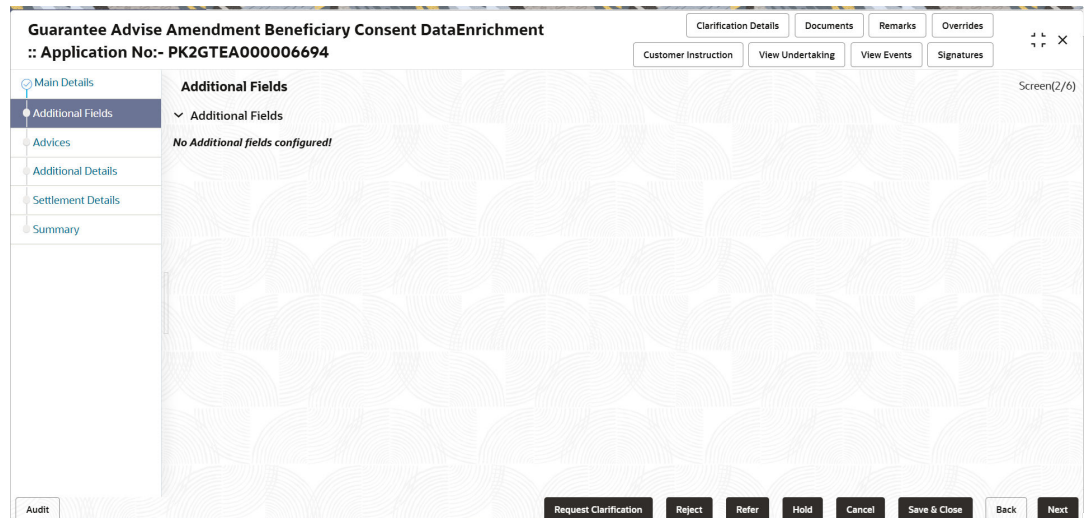 Guarantee Advise Amendment Beneficiary Consent DataEnrichment
:: Application No:- PK2GTEA000006694
Clarification Details
Documents
Remarks
Overrides
Customer Instruction
View Undertaking
View Events
Signatures
Main Details
Additional Fields
Advices
Additional Details
Settlement Details
Summary
Additional Fields
Screen(2/6)
Additional Fields
No Additional fields configured!
Audit
Request Clarification
Reject
Refer
Hold
Cancel
Save & Close
Back
Next